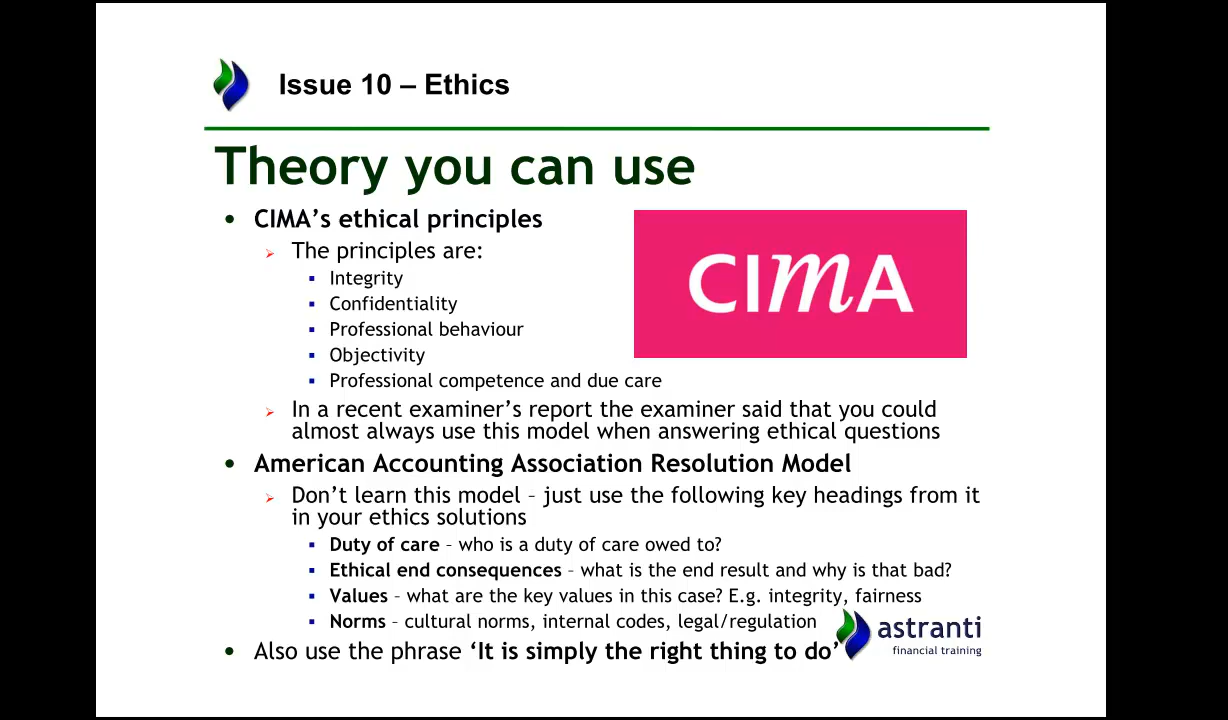 Issue 10 – Ethics
Theory you can use
• CIMA’s ethical principles
➢ The principles are:
▪ Integrity
▪ Confidentiality
▪ Professional behaviour
▪ Objectivity
▪ Professional competence and due care
CIMA
➢ In a recent examiner’s report the examiner said that you could
almost always use this model when answering ethical questions
• American Accounting Association Resolution Model
➢ Don’t learn this model – just use the following key headings from it
in your ethics solutions
▪ Duty of care – who is a duty of care owed to?
▪ Ethical end consequences – what is the end result and why is that bad?
▪ Values – what are the key values in this case? E.g. integrity, fairness
▪ Norms – cultural norms, internal codes, legal/regulation
• Also use the phrase ‘It is simply the right thing to do’
astranti
financial training